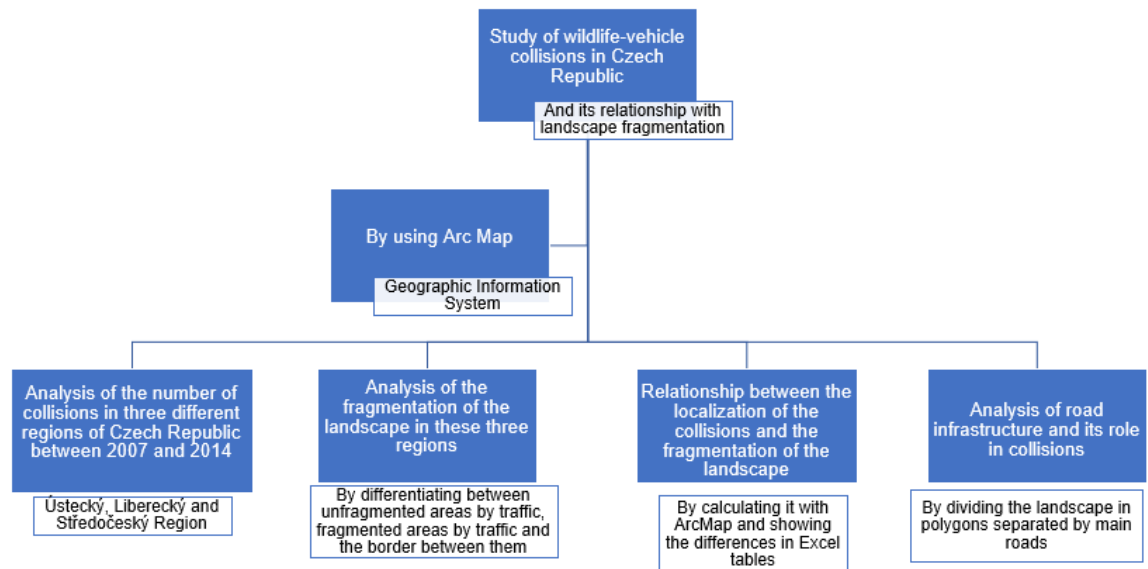 Study of wildlife-vehicle
collisions in Czech
Republic
And its relationship with
landscape fragmentation
By using Arc Map
Geographic Information
System
Analysis of the number of
collisions in three different
regions of Czech Republic
between 2007 and 2014
Ústecký, Liberecký and
Středočeský Region
Analysis of the
fragmentation of the
landscape in these three
regions
By differentiating between
unfragmented areas by traffic,
fragmented areas by traffic and
the border between them
Relationship between the
localization of the
collisions and the
fragmentation of the
landscape
By calculating it with
ArcMap and showing
the differences in Excel
tables
Analysis of road
infrastructure and its role
in collisions
By dividing the landscape in
polygons separated by main
roads